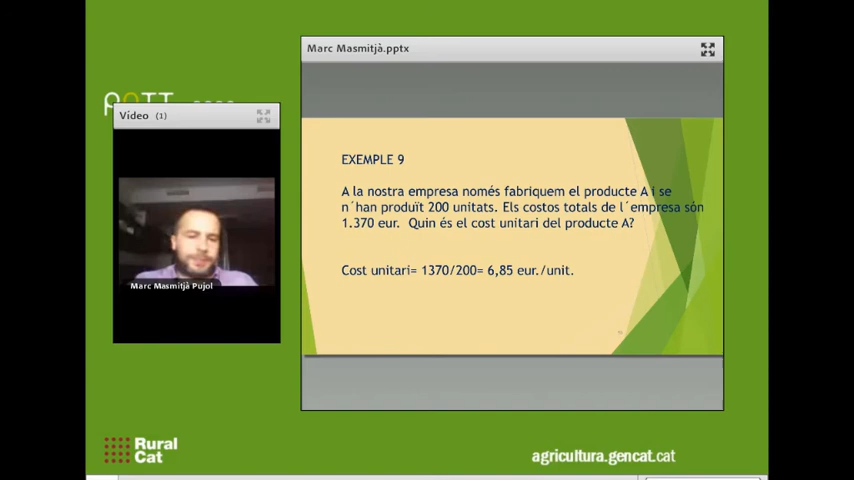 Marc Masmitjà.pptx
Vídeo (1)
EXEMPLE 9
A la nostra empresa només fabriquem el producte A i se
n´han produït 200 unitats. Els costos totals de l´empresa són
1.370 eur. Quin és el cost unitari del producte A?
Cost unitari= 1370/200= 6,85 eur./unit.
Marc Masmitjà Pujol
Rural
Cat
agricultura.gencat.cat